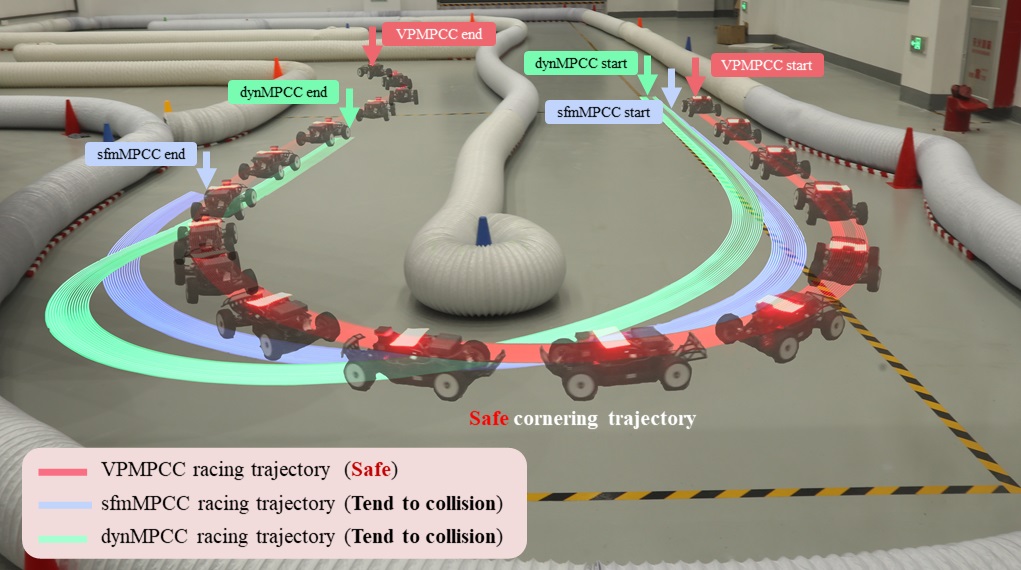 VPMPCC end
dynMPCC start
VPMPCC start
dynMPCC end
sfmMPCC start
sfmMPCC end
Safe cornering trajectory
VPMPCC racing trajectory (Safe)
sfmMPCC racing trajectory (Tend to collision)
dynMPCC racing trajectory (Tend to collision)